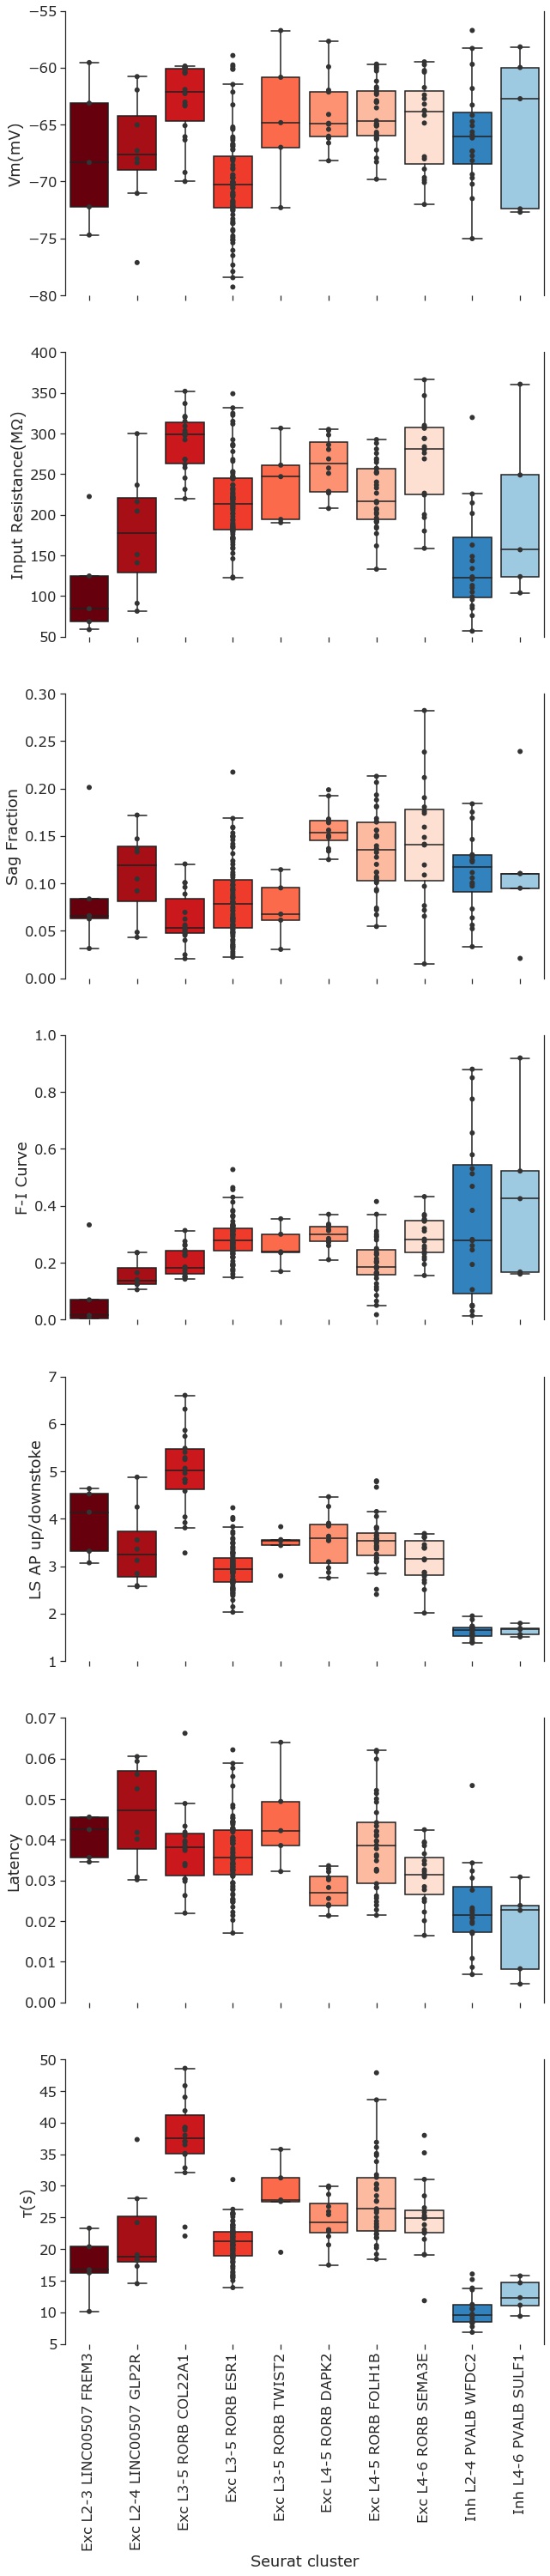 Vm(mV)
−55
−60
−65
−70
−75
−80
Input Resistance(MΩ)
400
350
300
250
200
150
100
50
Sag Fraction
0.30
0.25
0.20
0.15
0.10
0.05
0.00
F-I Curve
1.0
0.8
0.6
0.4
0.2
0.0
LS AP up/downstoke
7
6
5
4
3
2
1
Latency
0.07
0.06
0.05
0.04
0.03
0.02
0.01
0.00
τ(s)
50
45
40
35
30
25
20
15
10
5
Exc L2-3 LINC00507 FREM3
Exc L2-4 LINC00507 GLP2R
Exc L3-5 RORB COL22A1
Exc L3-5 RORB ESR1
Exc L3-5 RORB TWIST2
Exc L4-5 RORB DAPK2
Exc L4-5 RORB FOLH1B
Exc L4-6 RORB SEMA3E
Inh L2-4 PVALB WFDC2
Inh L4-6 PVALB SULF1
Seurat cluster